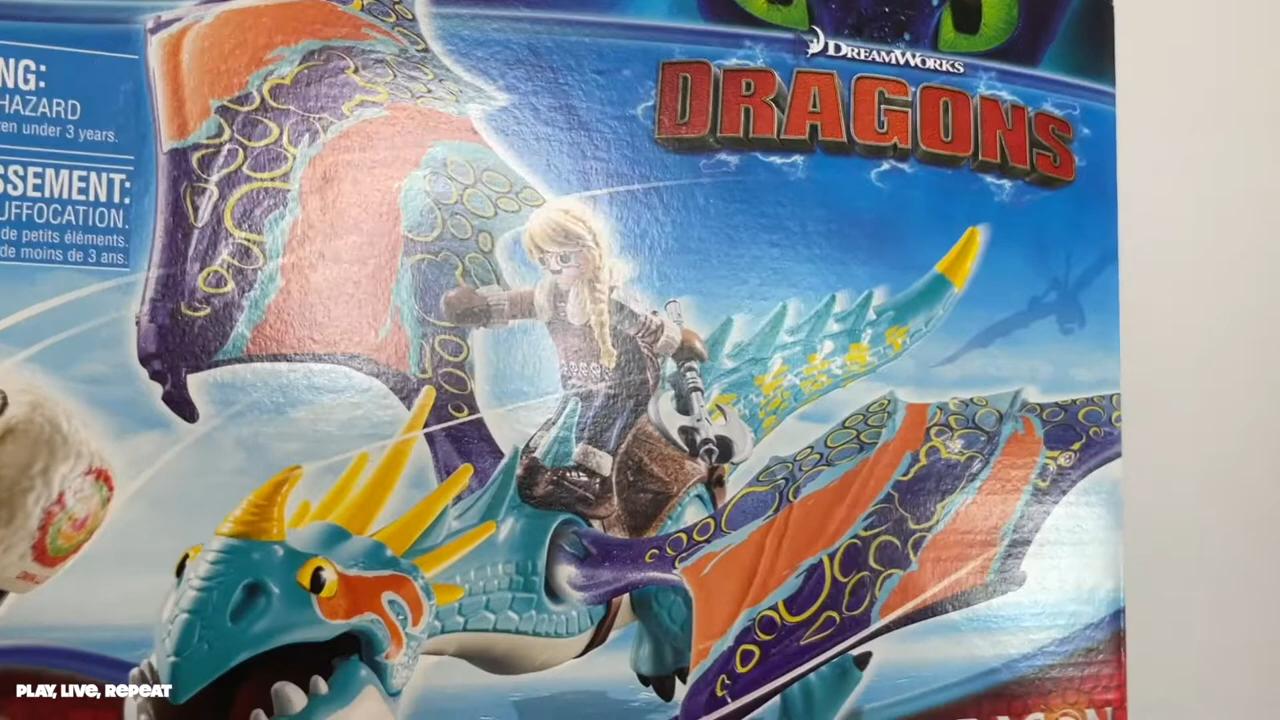 NG:
HAZARD
en under 3 years.
SSEMENT:
UFFOCATION.
de petits éléments.
de moins de 3 ans.
DREAMWORKS
DRAGONS
PLAY, LIVE, REPEAT